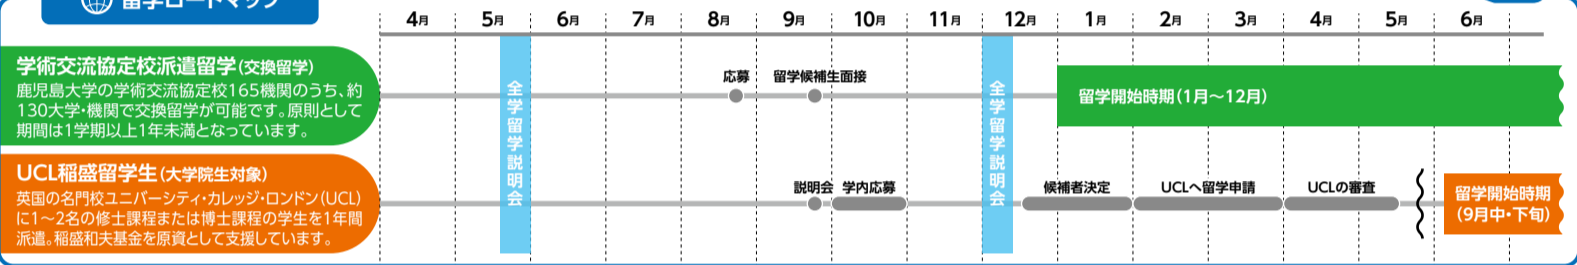 留学ロードマップ
4月 5月 6月 7月 8月 9月 10月 11月 12月 1月 2月 3月 4月 5月 6月
学術交流協定校派遣留学(交換留学)
鹿児島大学の学術交流協定校165機関のうち、約
130大学・機関で交換留学が可能です。原則として
期間は1学期以上1年未満となっています。
全学留学説明会
応募
留学候補生面接
全学留学説明会
留学開始時期(1月〜12月)
UCL稲盛留学生(大学院生対象)
英国の名門校ユニバーシティ・カレッジ・ロンドン(UCL)
に1〜2名の修士課程または博士課程の学生を1年間
派遣。稲盛和夫基金を原資として支援しています。
説明会
学内応募
候補者決定
UCLへ留学申請
UCLの審査
留学開始時期
(9月中・下旬)